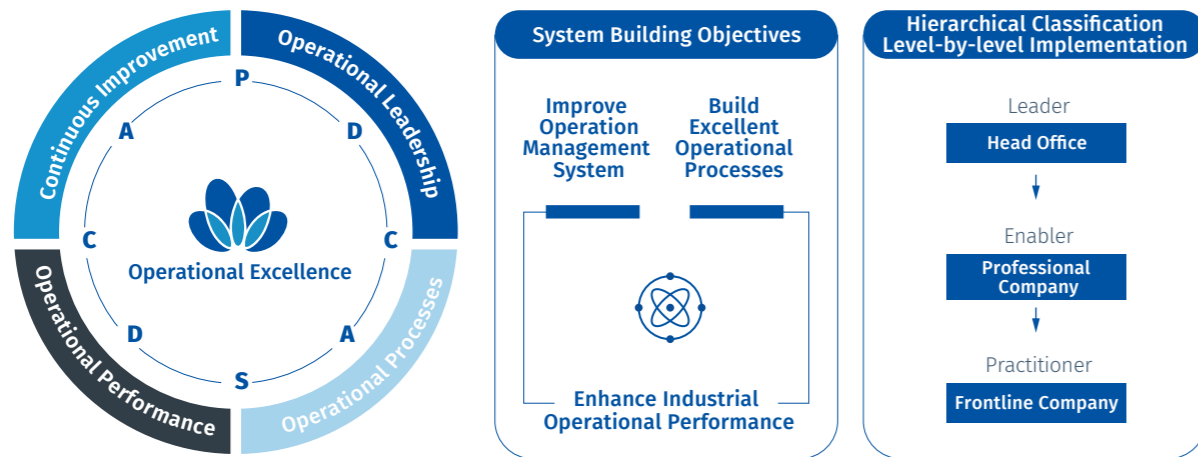 Continuous Improvement
Operational Leadership
Operational Processes
Operational Performance
P
D
C
A
S
D
C
A
Operational Excellence
System Building Objectives
Improve
Operation
Management
System
Build
Excellent
Operational
Processes
Enhance Industrial
Operational Performance
Hierarchical Classification
Level-by-level Implementation
Leader
Head Office
Enabler
Professional
Company
Practitioner
Frontline Company